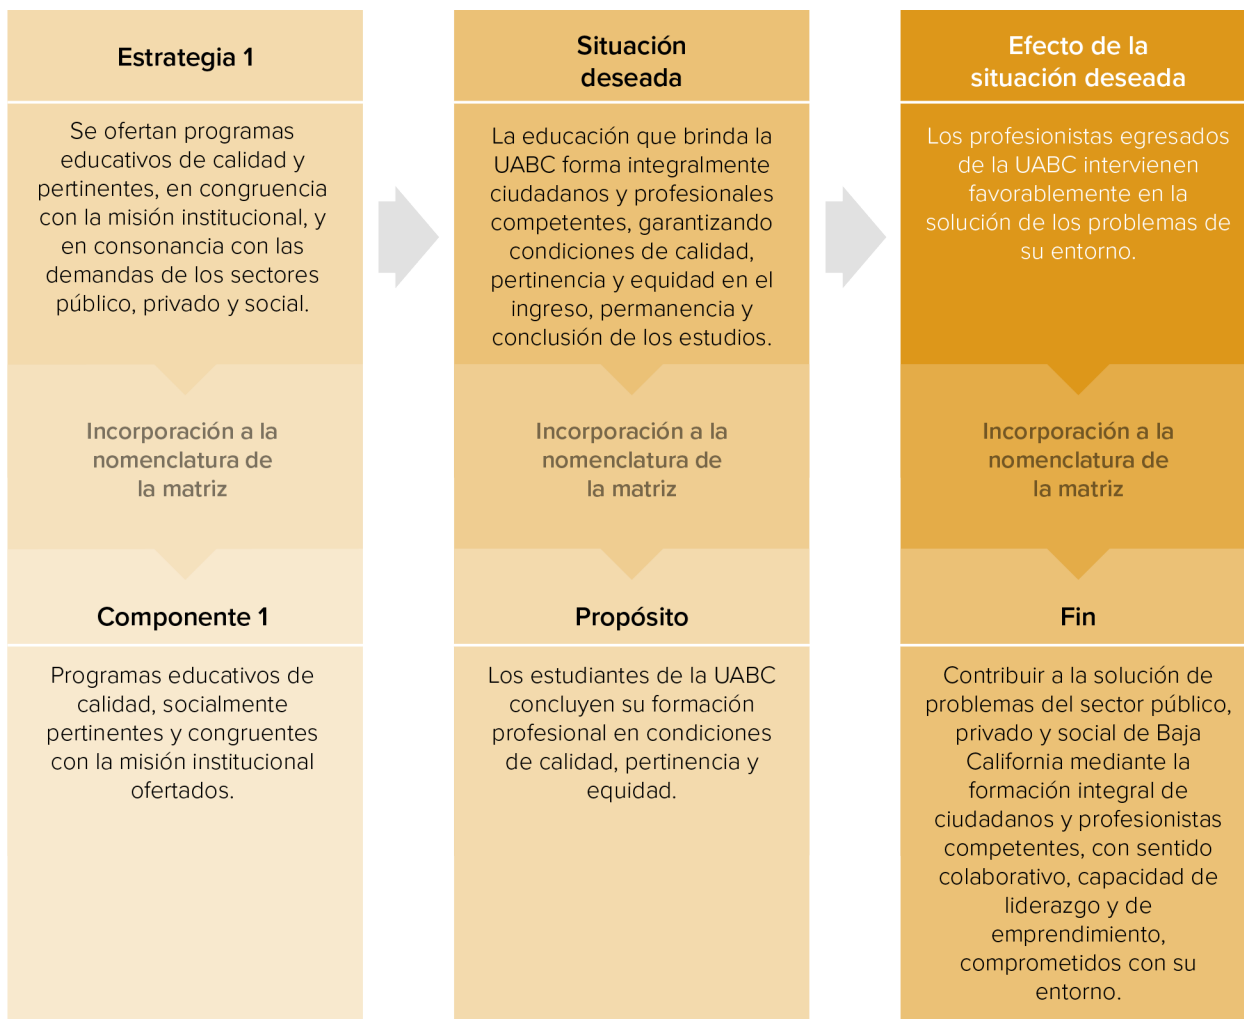 Estrategia 1
Se ofertan programas
educativos de calidad y
pertinentes, en congruencia
con la misión institucional, y
en consonancia con las
demandas de los sectores
público, privado y social.
Incorporación a la
nomenclatura de
la matriz
Componente 1
Programas educativos de
calidad, socialmente
pertinentes y congruentes
con la misión institucional
ofertados.
Situación
deseada
La educación que brinda la
UABC forma integralmente
ciudadanos y profesionales
competentes, garantizando
condiciones de calidad,
pertinencia y equidad en el
ingreso, permanencia y
conclusión de los estudios.
Incorporación a la
nomenclatura de
la matriz
Propósito
Los estudiantes de la UABC
concluyen su formación
profesional en condiciones
de calidad, pertinencia y
equidad.
Efecto de la
situación deseada
Los profesionistas egresados
de la UABC intervienen
favorablemente en la
solución de los problemas de
su entorno.
Incorporación a la
nomenclatura de
la matriz
Fin
Contribuir a la solución de
problemas del sector público,
privado y social de Baja
California mediante la
formación integral de
ciudadanos y profesionistas
competentes, con sentido
colaborativo, capacidad de
liderazgo y de
emprendimiento,
comprometidos con su
entorno.